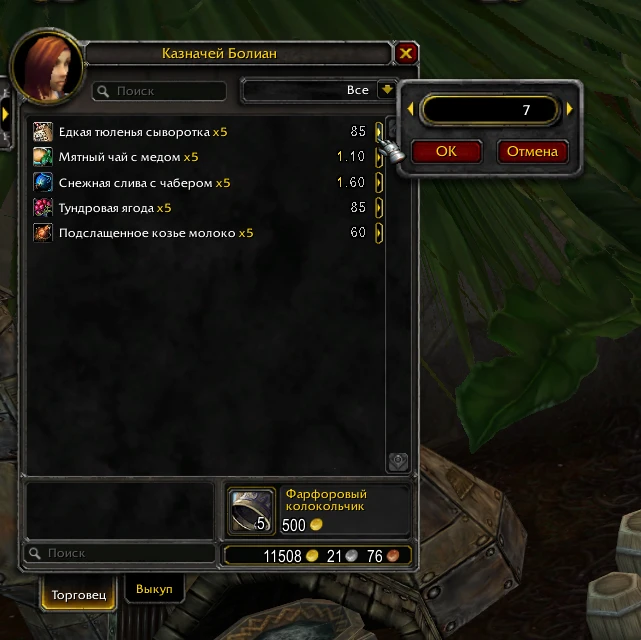 Казначей Болиан
Поиск
Все
7
OK
Отмена
Едкая тюленья сыворотка x5 85
Мятный чай с медом x5 1.10
Снежная слива с чабером x5 1.60
Тундровая ягода x5 85
Подслащенное козье молоко x5 60
Фарфоровый
колокольчик
5
500
Поиск
11508 21 76
Торговец
Выкуп